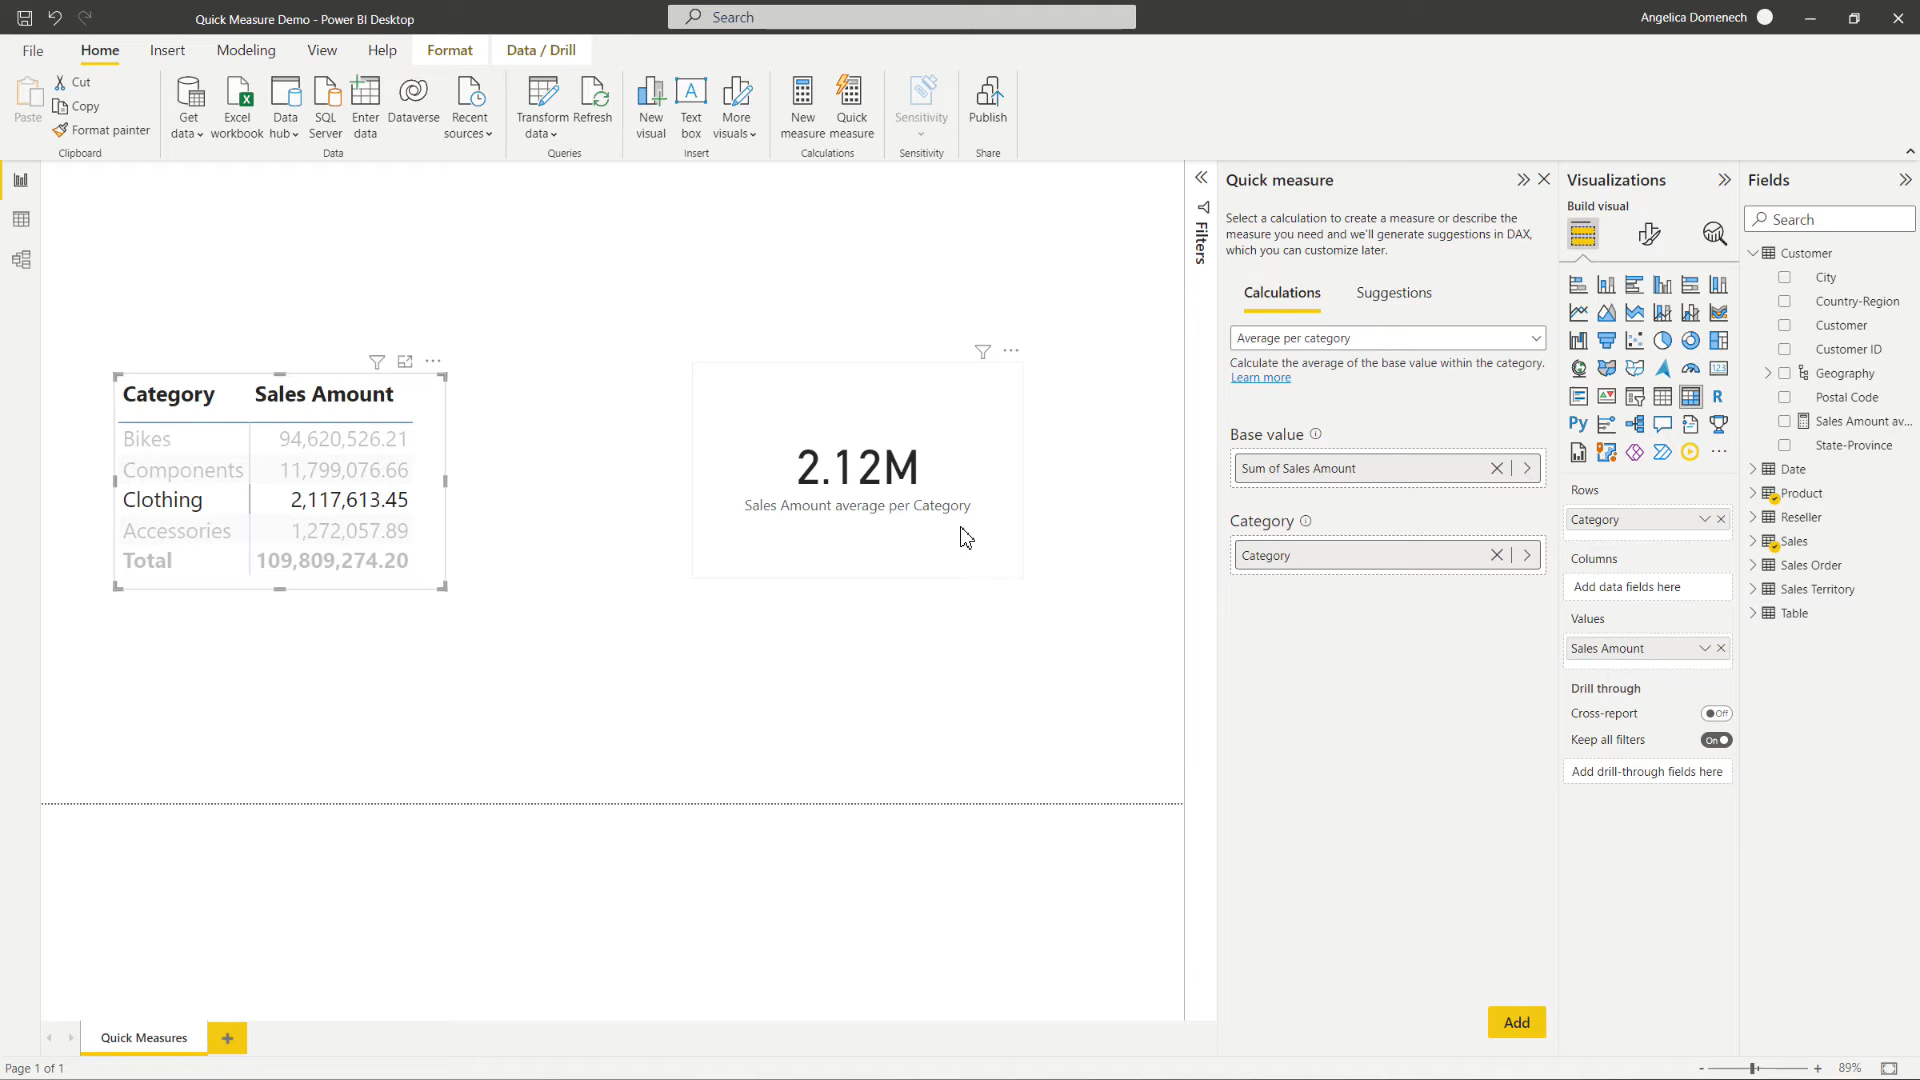 Quick Measure Demo - Power BI Desktop
Search
Angelica Domenech
File
Home
Insert
Modeling
View
Help
Format
Data / Drill
Paste
Cut
Copy
Format painter
Clipboard
Get data
Excel workbook
Data hub
SQL Server
Enter data
Dataverse
Recent sources
Data
Transform data
Refresh
Queries
New visual
Text box
More visuals
Insert
New measure
Quick measure
Calculations
Sensitivity
Sensitivity
Publish
Share
Category Sales Amount
Bikes 94,620,526.21
Components 11,799,076.66
Clothing 2,117,613.45
Accessories 1,272,057.89
Total 109,809,274.20
2.12M
Sales Amount average per Category
Filters
Quick measure
Select a calculation to create a measure or describe the
measure you need and we'll generate suggestions in DAX,
which you can customize later.
Calculations
Suggestions
Average per category
Calculate the average of the base value within the category.
Learn more
Base value
Sum of Sales Amount
Category
Category
Add
Visualizations
Build visual
R
Py
123
Rows
Category
Columns
Add data fields here
Values
Sales Amount
Drill through
Cross-report
Off
Keep all filters
On
Add drill-through fields here
Fields
Search
Customer
City
Country-Region
Customer
Customer ID
Geography
Postal Code
Sales Amount av...
State-Province
Date
Product
Reseller
Sales
Sales Order
Sales Territory
Table
Quick Measures
Page 1 of 1
89%